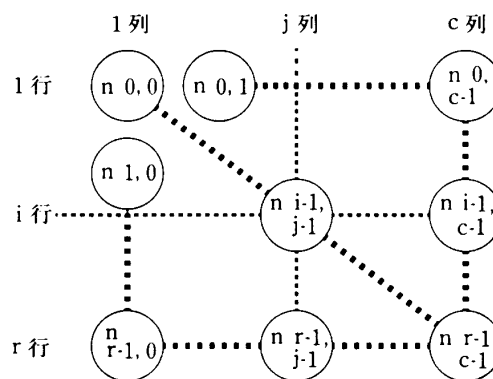 1列 j列 c列
1行 n 0,0 n 0,1 n 0,
c-1
n 1,0
i行 n i-1,
j-1 n i-1,
c-1
r行 n
r-1,0 n r-1,
j-1 n r-1
c-1